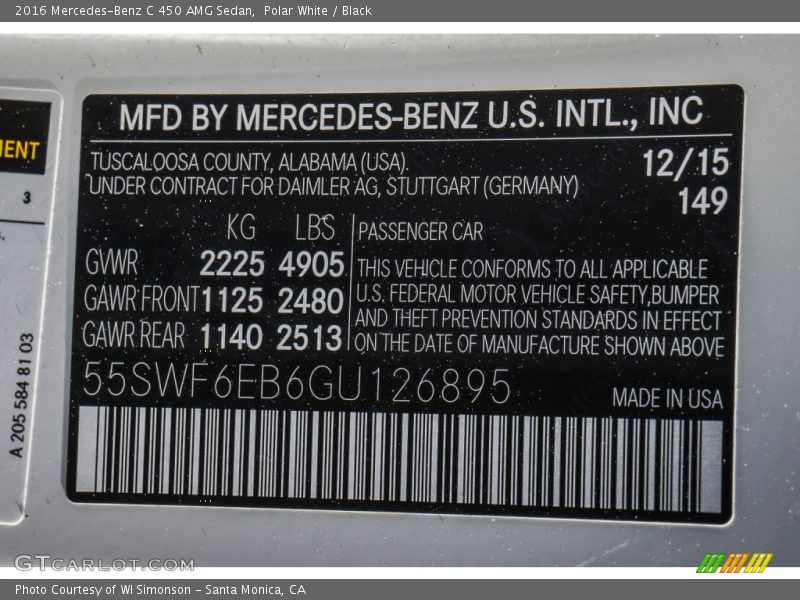 2016 Mercedes-Benz C 450 AMG Sedan, Polar White / Black
MENT
3
A 205 584 81 03
MFD BY MERCEDES-BENZ U.S. INTL., INC
TUSCALOOSA COUNTY, ALABAMA (USA). 12/15
UNDER CONTRACT FOR DAIMLER AG, STUTTGART (GERMANY) 149
KG LBS
GVWR 2225 4905
GAWR FRONT 1125 2480
GAWR REAR 1140 2513
PASSENGER CAR
THIS VEHICLE CONFORMS TO ALL APPLICABLE
U.S. FEDERAL MOTOR VEHICLE SAFETY,BUMPER
AND THEFT PREVENTION STANDARDS IN EFFECT
ON THE DATE OF MANUFACTURE SHOWN ABOVE
55SWF6EB6GU126895 MADE IN USA
GTCARLOT.COM
Photo Courtesy of WI Simonson - Santa Monica, CA